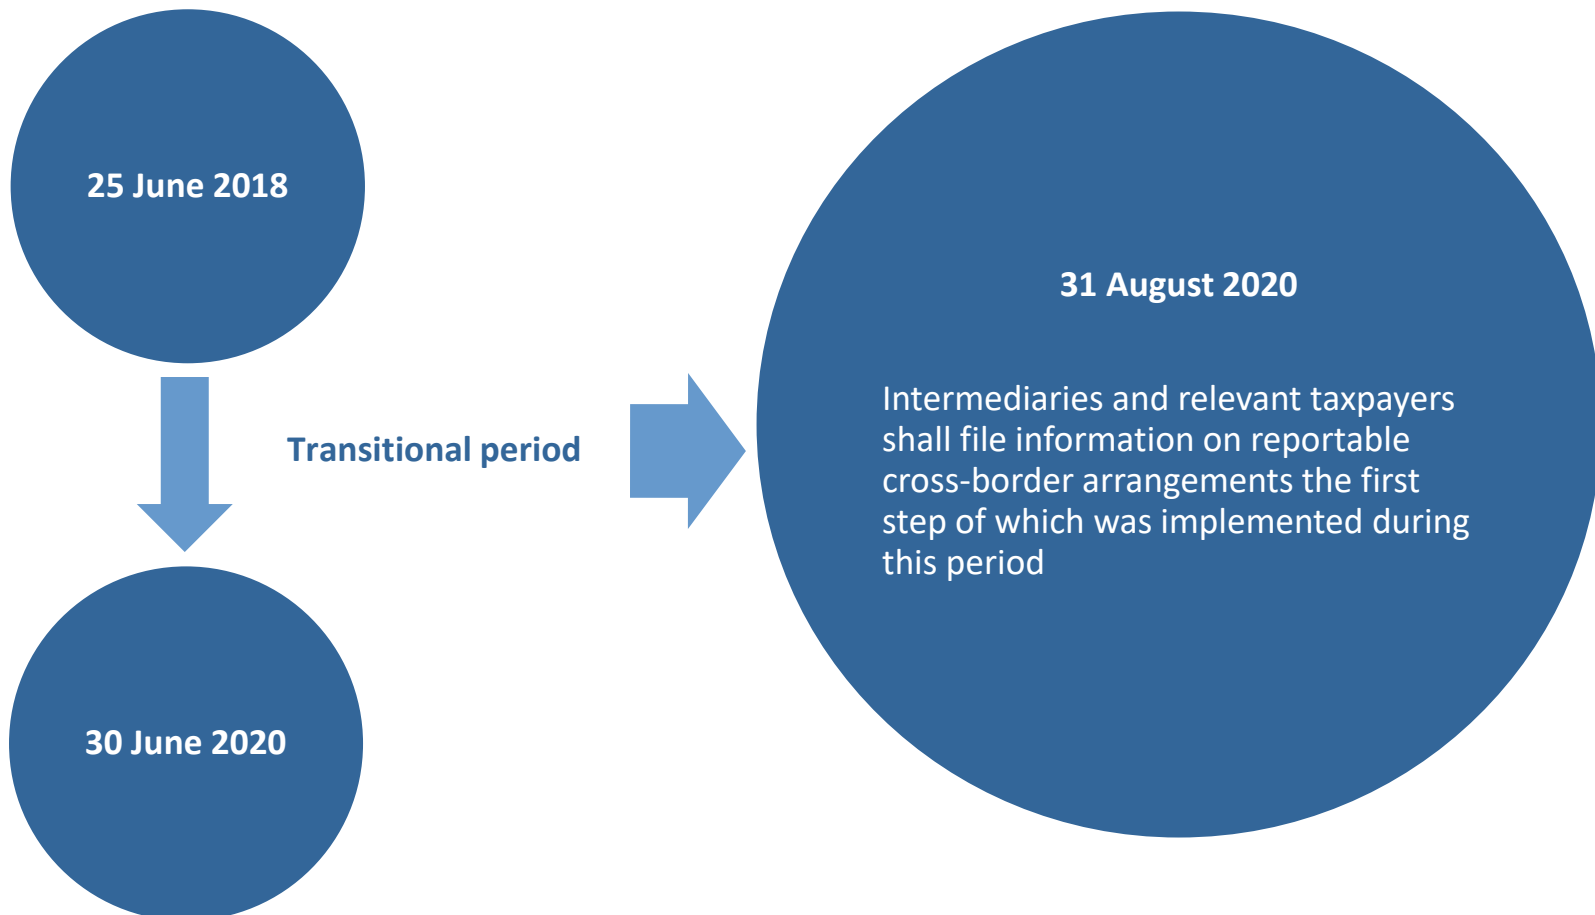 25 June 2018
Transitional period
30 June 2020
31 August 2020
Intermediaries and relevant taxpayers
shall file information on reportable
cross-border arrangements the first
step of which was implemented during
this period